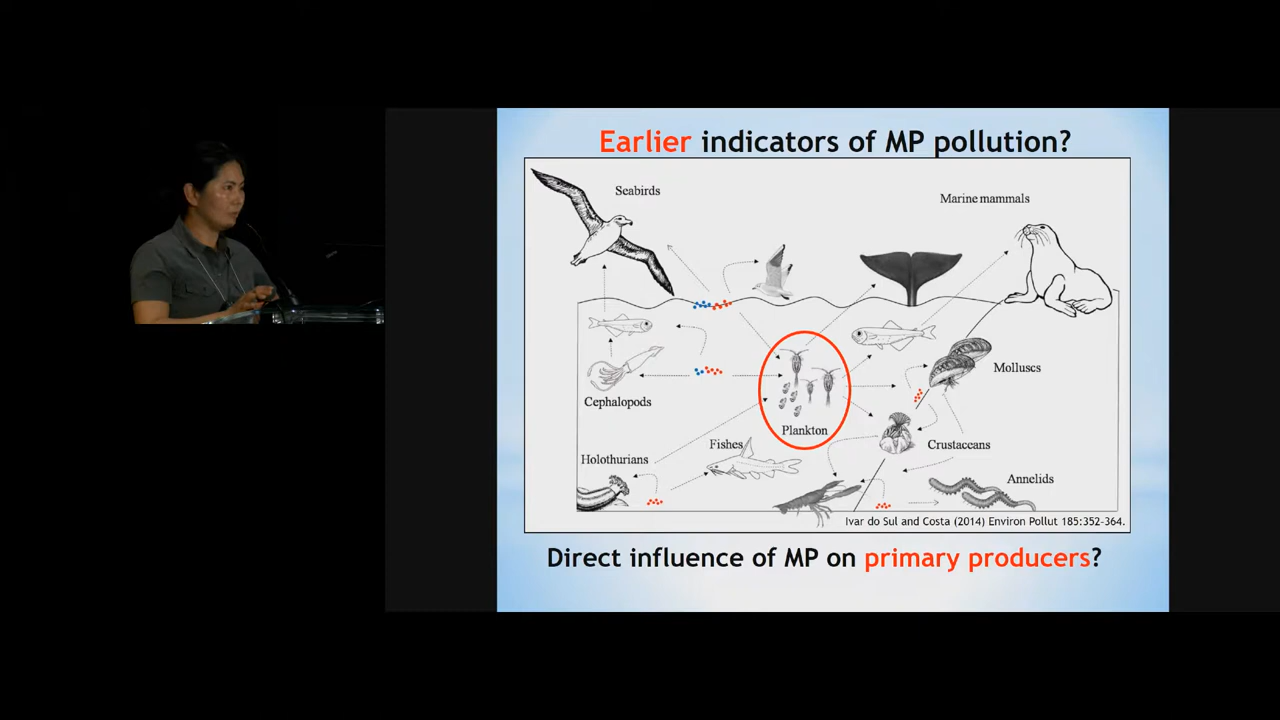 Earlier indicators of MP pollution?
Seabirds
Marine mammals
Molluscs
Cephalopods
Plankton
Fishes
Crustaceans
Holothurians
Annelids
Ivar do Sul and Costa (2014) Environ Pollut 185:352-364.
Direct influence of MP on primary producers?